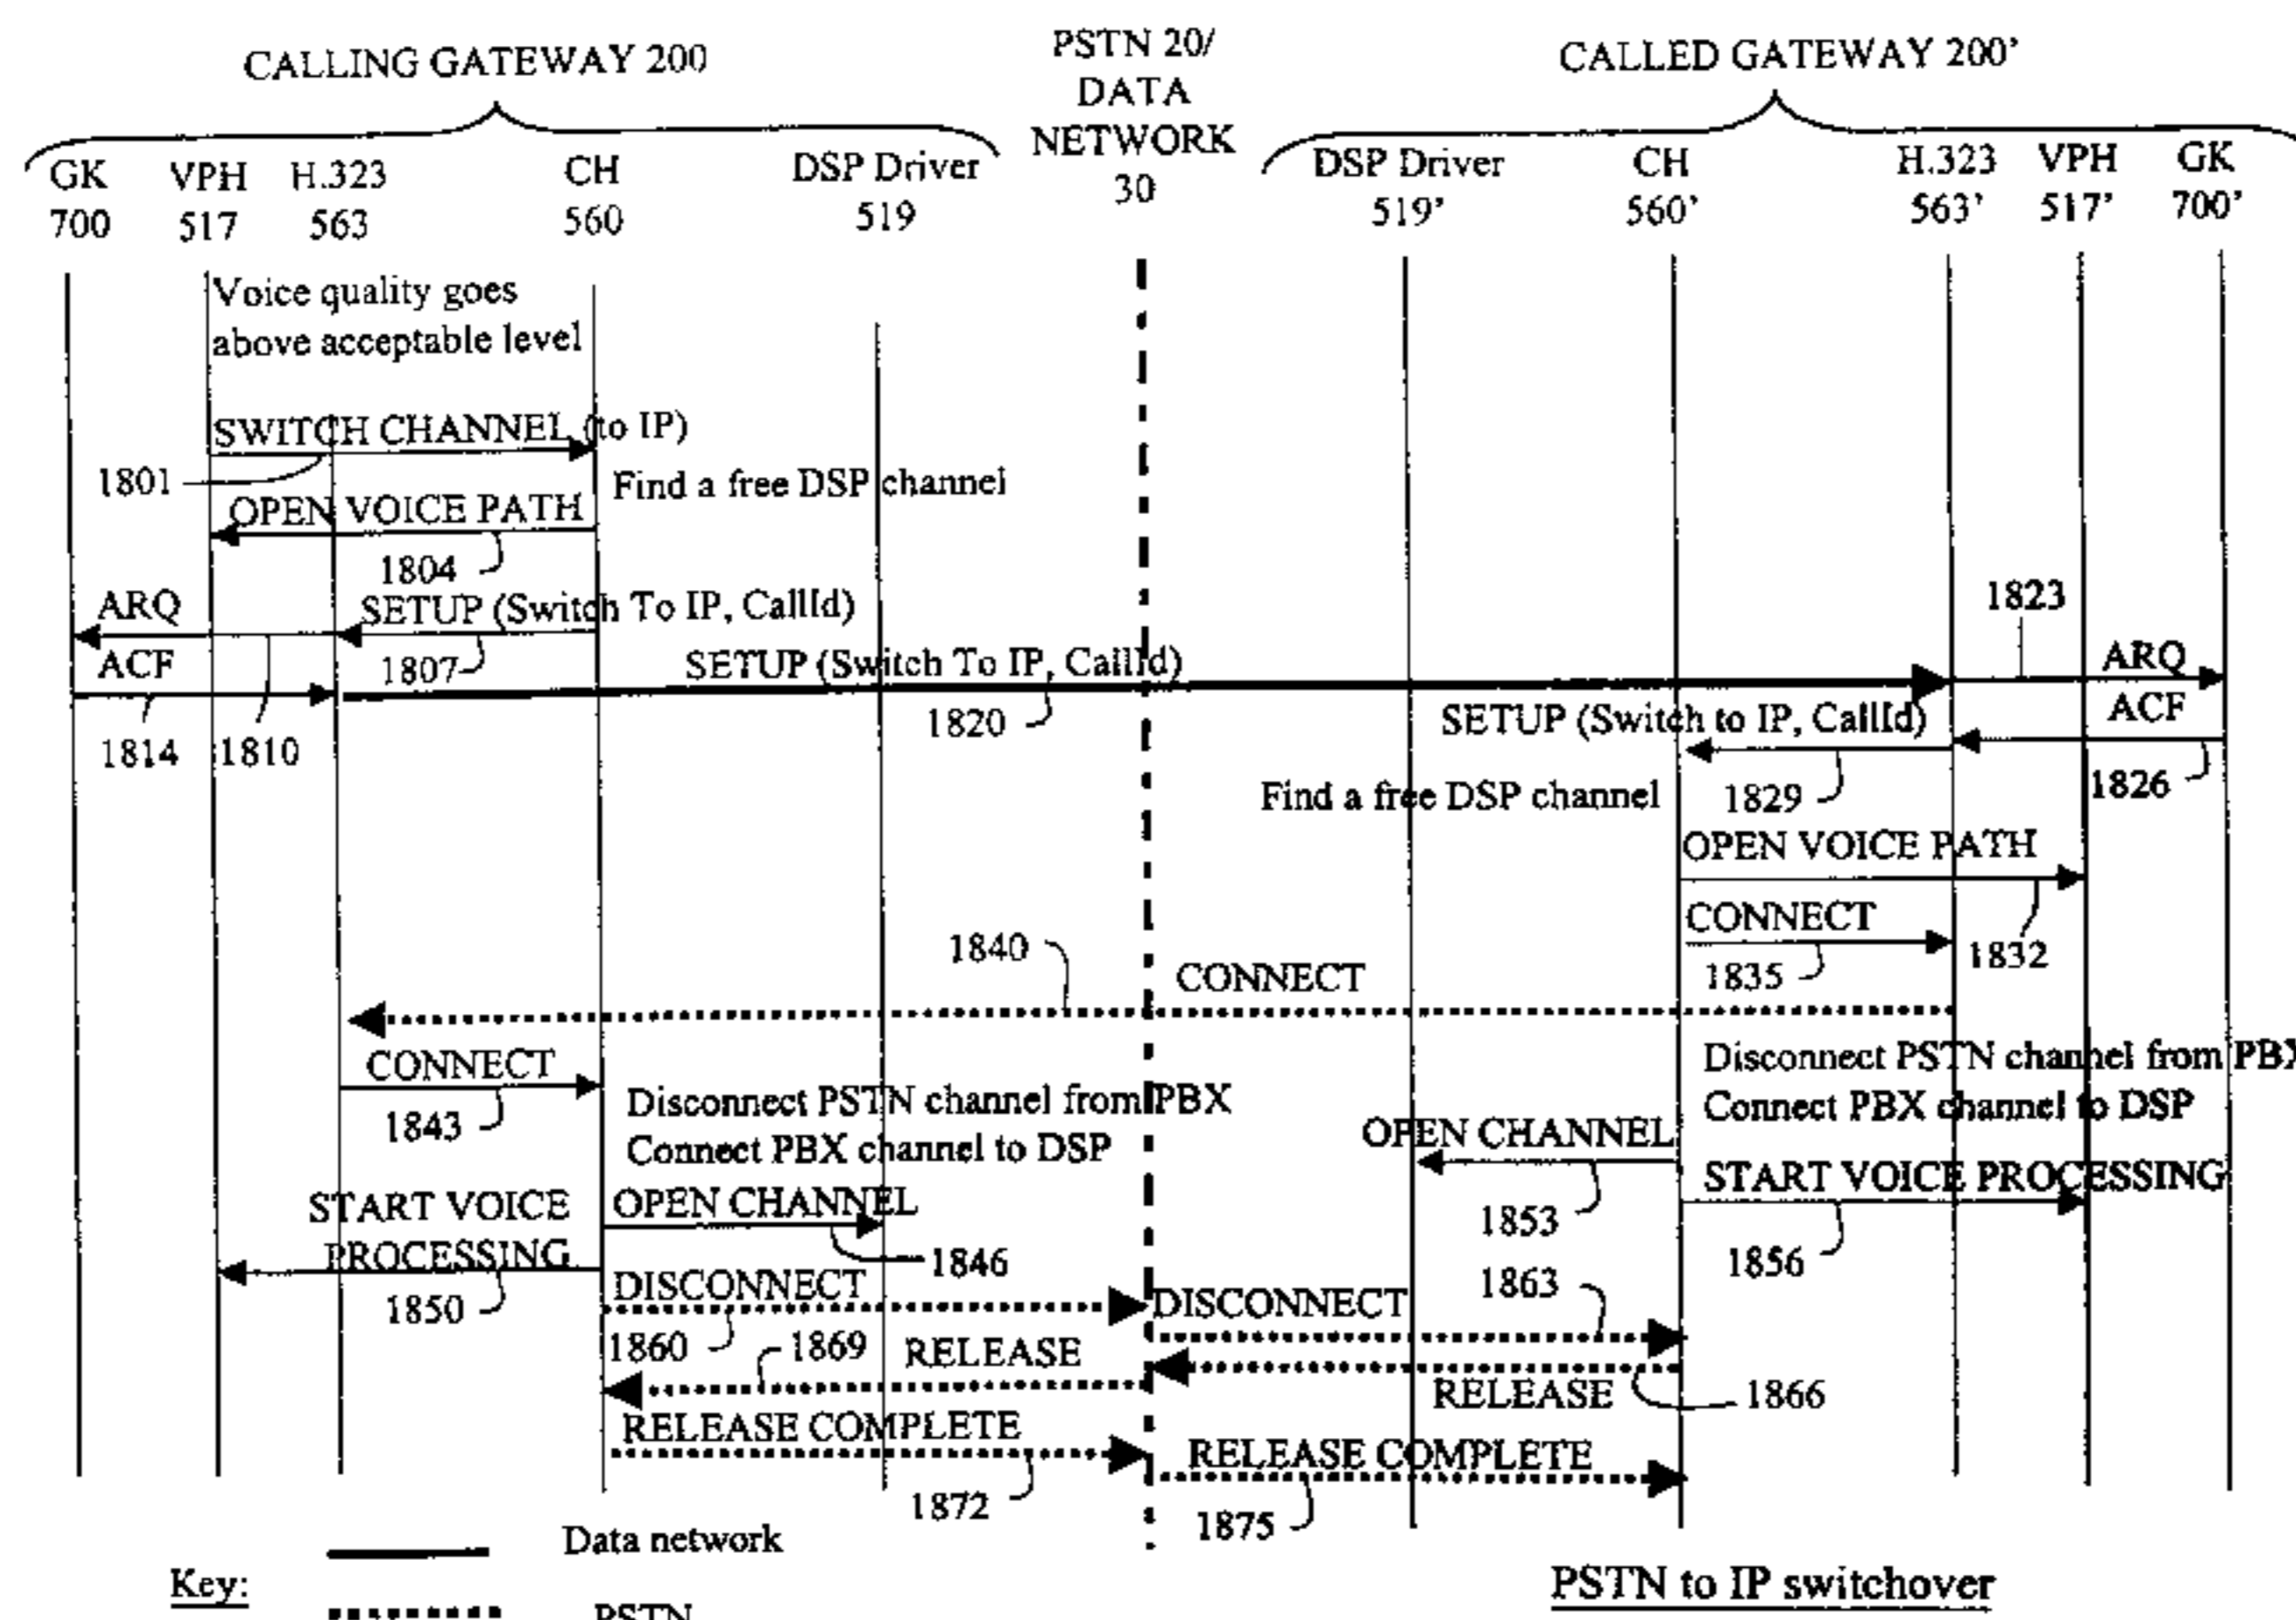 CALLING GATEWAY 200
PSTN 20/
DATA
NETWORK
30
CALLED GATEWAY 200'
GK
700
VPH
517
H.323
563
CH
560
DSP Driver
519
DSP Driver
519'
CH
560'
H.323
563'
VPH
517'
GK
700'
Voice quality goes
above acceptable level
SWITCH CHANNEL (to IP)
1801
Find a free DSP channel
OPEN VOICE PATH
1804
ARQ
SETUP (Switch To IP, CallId)
1823
ACF
1807
SETUP (Switch To IP, CallId)
ARQ
1814
1810
1820
SETUP (Switch to IP, CallId)
ACF
Find a free DSP channel
1829
1826
OPEN VOICE PATH
CONNECT
1832
1835
1840
CONNECT
CONNECT
1843
Disconnect PSTN channel from PBX
Connect PBX channel to DSP
Disconnect PSTN channel from PBX
Connect PBX channel to DSP
OPEN CHANNEL
1853
START VOICE PROCESSING
1856
START VOICE
PROCESSING
1850
OPEN CHANNEL
1846
DISCONNECT
1860
DISCONNECT
1863
1869
RELEASE
RELEASE
1866
RELEASE COMPLETE
1872
RELEASE COMPLETE
1875
Key:
Data network
PSTN
PSTN to IP switchover